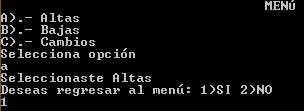 MENÚ
A).- Altas
B).- Bajas
C).- Cambios
Selecciona opción
a
Seleccionaste Altas
Deseas regresar al menú: 1)SI 2)NO
1